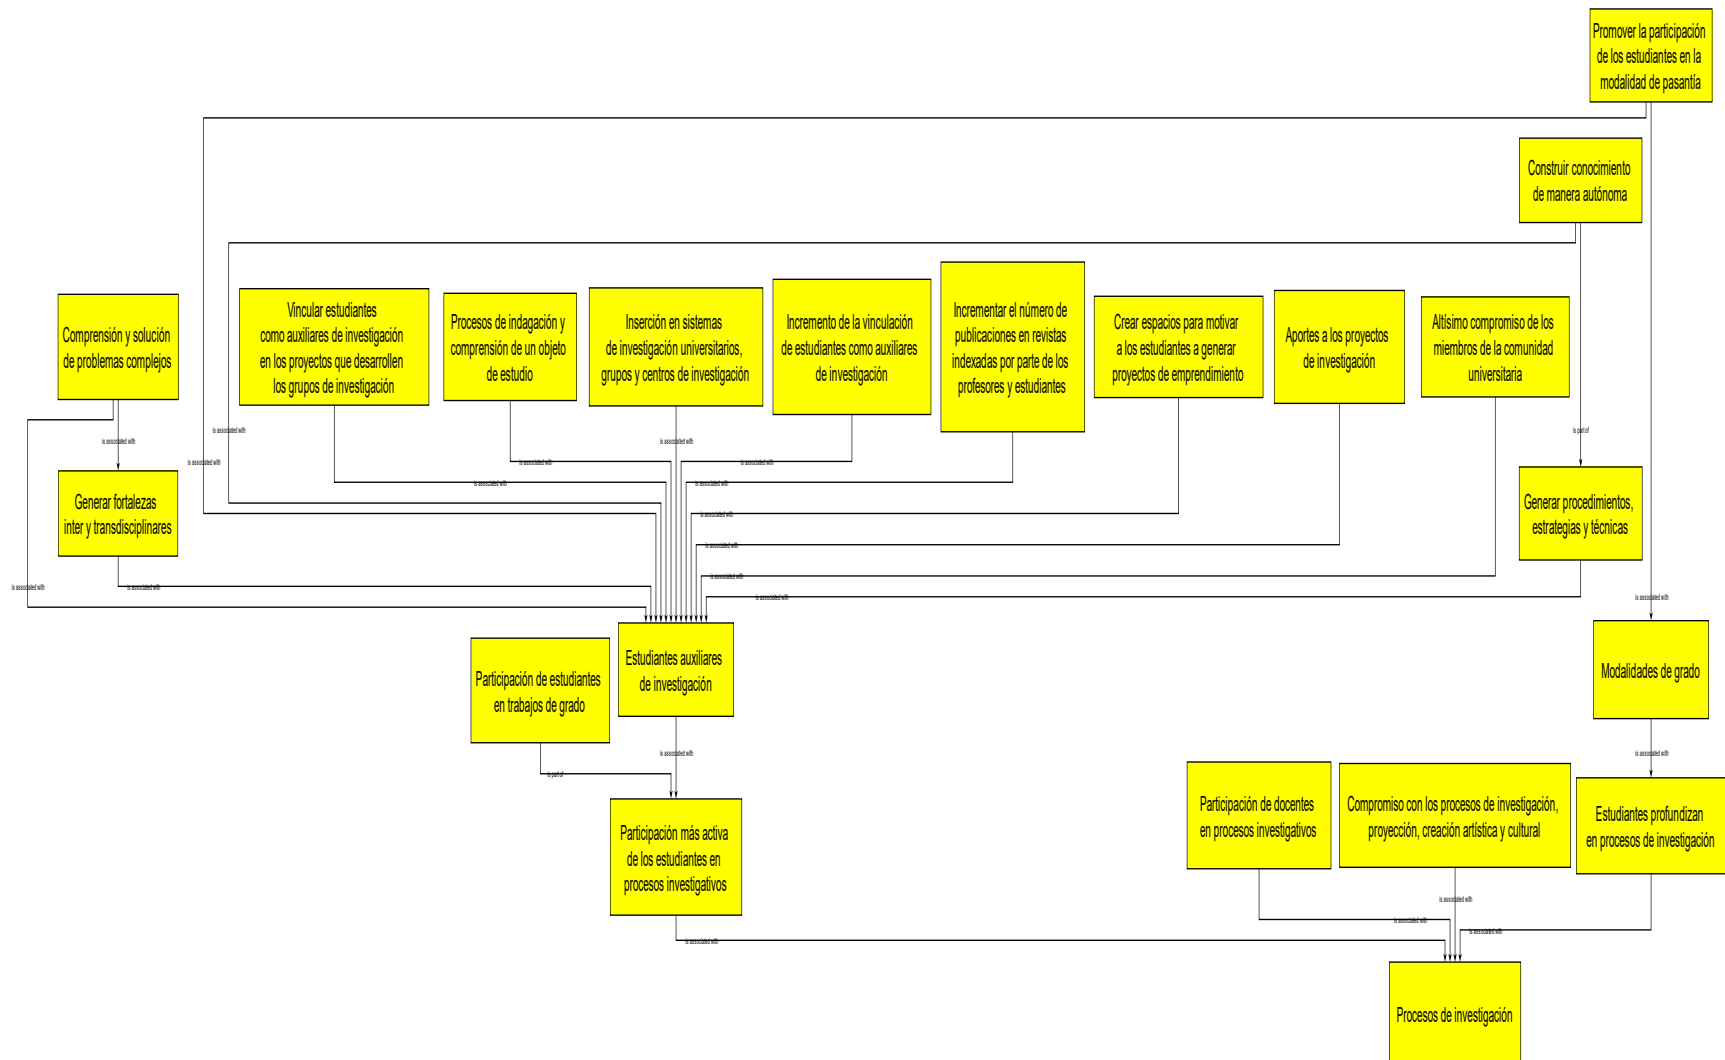 Promover la participación
de los estudiantes en la
modalidad de pasantía
Construir conocimiento
de manera autónoma
Comprensión y solución
de problemas complejos
Vincular estudiantes
como auxiliares de investigación
en los proyectos que desarrollen
los grupos de investigación
Procesos de indagación y
comprensión de un objeto
de estudio
Inserción en sistemas
de investigación universitarios,
grupos y centros de investigación
Incremento de la vinculación
de estudiantes como auxiliares
de investigación
Incrementar el número de
publicaciones en revistas
indexadas por parte de los
profesores y estudiantes
Crear espacios para motivar
a los estudiantes a generar
proyectos de emprendimiento
Aportes a los proyectos
de investigación
Altísimo compromiso de los
miembros de la comunidad
universitaria
is associated with
is part of
is associated with
is associated with
is associated with
is associated with
is associated with
is associated with
is associated with
Generar fortalezas
inter y transdisciplinares
Generar procedimientos,
estrategias y técnicas
is associated with
is associated with
is associated with
is associated with
is associated with
is associated with
is associated with
is associated with
Estudiantes auxiliares
de investigación
Participación de estudiantes
en trabajos de grado
Modalidades de grado
is associated with
is associated with
is part of
Participación más activa
de los estudiantes en
procesos investigativos
Participación de docentes
en procesos investigativos
Compromiso con los procesos de investigación,
proyección, creación artística y cultural
Estudiantes profundizan
en procesos de investigación
is associated with
is associated with
is associated with
is associated with
Procesos de investigación